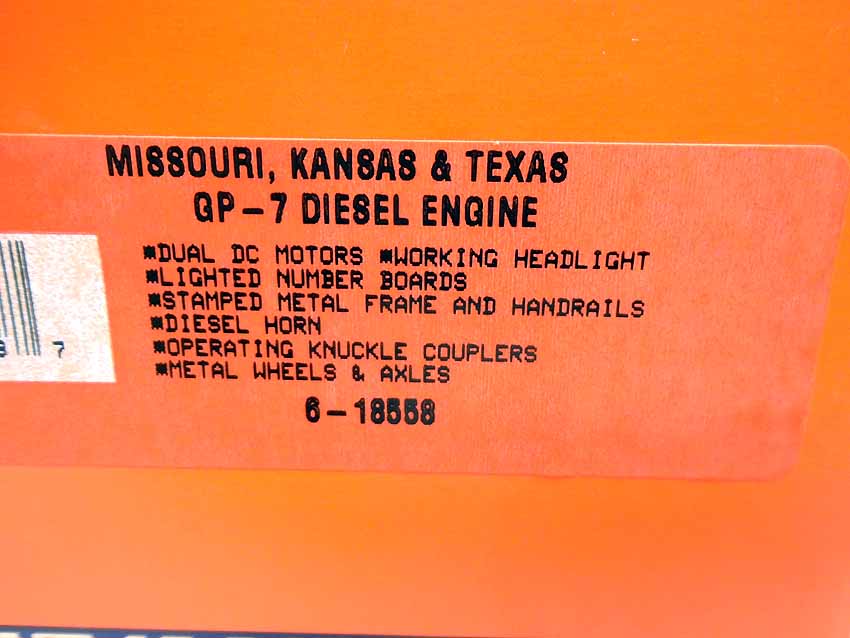 MISSOURI, KANSAS & TEXAS
GP-7 DIESEL ENGINE
*DUAL DC MOTORS *WORKING HEADLIGHT
*LIGHTED NUMBER BOARDS
*STAMPED METAL FRAME AND HANDRAILS
*DIESEL HORN
*OPERATING KNUCKLE COUPLERS
7
*METAL WHEELS & AXLES
6-18558